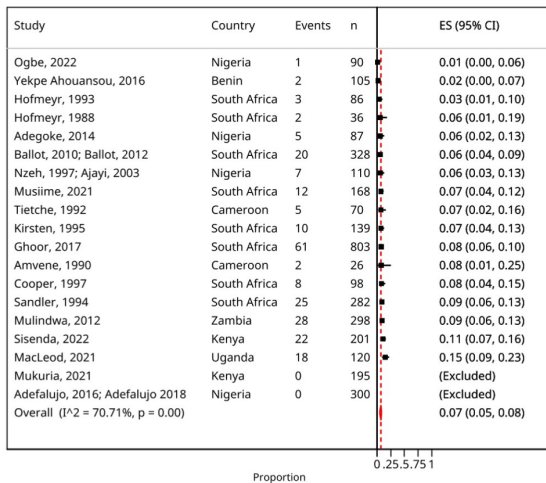 Study Country Events n ES (95% CI)
Ogbe, 2022 Nigeria 1 90 0.01 (0.00, 0.06)
Yekpe Ahouansou, 2016 Benin 2 105 0.02 (0.00, 0.07)
Hofmeyr, 1993 South Africa 3 86 0.03 (0.01, 0.10)
Hofmeyr, 1988 South Africa 2 36 0.06 (0.01, 0.19)
Adegoke, 2014 Nigeria 5 87 0.06 (0.02, 0.13)
Ballot, 2010; Ballot, 2012 South Africa 20 328 0.06 (0.04, 0.09)
Nzeh, 1997; Ajayi, 2003 Nigeria 7 110 0.06 (0.03, 0.13)
Musiime, 2021 South Africa 12 168 0.07 (0.04, 0.12)
Tietche, 1992 Cameroon 5 70 0.07 (0.02, 0.16)
Kirsten, 1995 South Africa 10 139 0.07 (0.04, 0.13)
Ghoor, 2017 South Africa 61 803 0.08 (0.06, 0.10)
Amvene, 1990 Cameroon 2 26 0.08 (0.01, 0.25)
Cooper, 1997 South Africa 8 98 0.08 (0.04, 0.15)
Sandler, 1994 South Africa 25 282 0.09 (0.06, 0.13)
Mulindwa, 2012 Zambia 28 298 0.09 (0.06, 0.13)
Sisenda, 2022 Kenya 22 201 0.11 (0.07, 0.16)
MacLeod, 2021 Uganda 18 120 0.15 (0.09, 0.23)
Mukuria, 2021 Kenya 0 195 (Excluded)
Adefalujo, 2016; Adefalujo 2018 Nigeria 0 300 (Excluded)
Overall (I^2 = 70.71%, p = 0.00) 0.07 (0.05, 0.08)
0 .25 .5 .75 1
Proportion